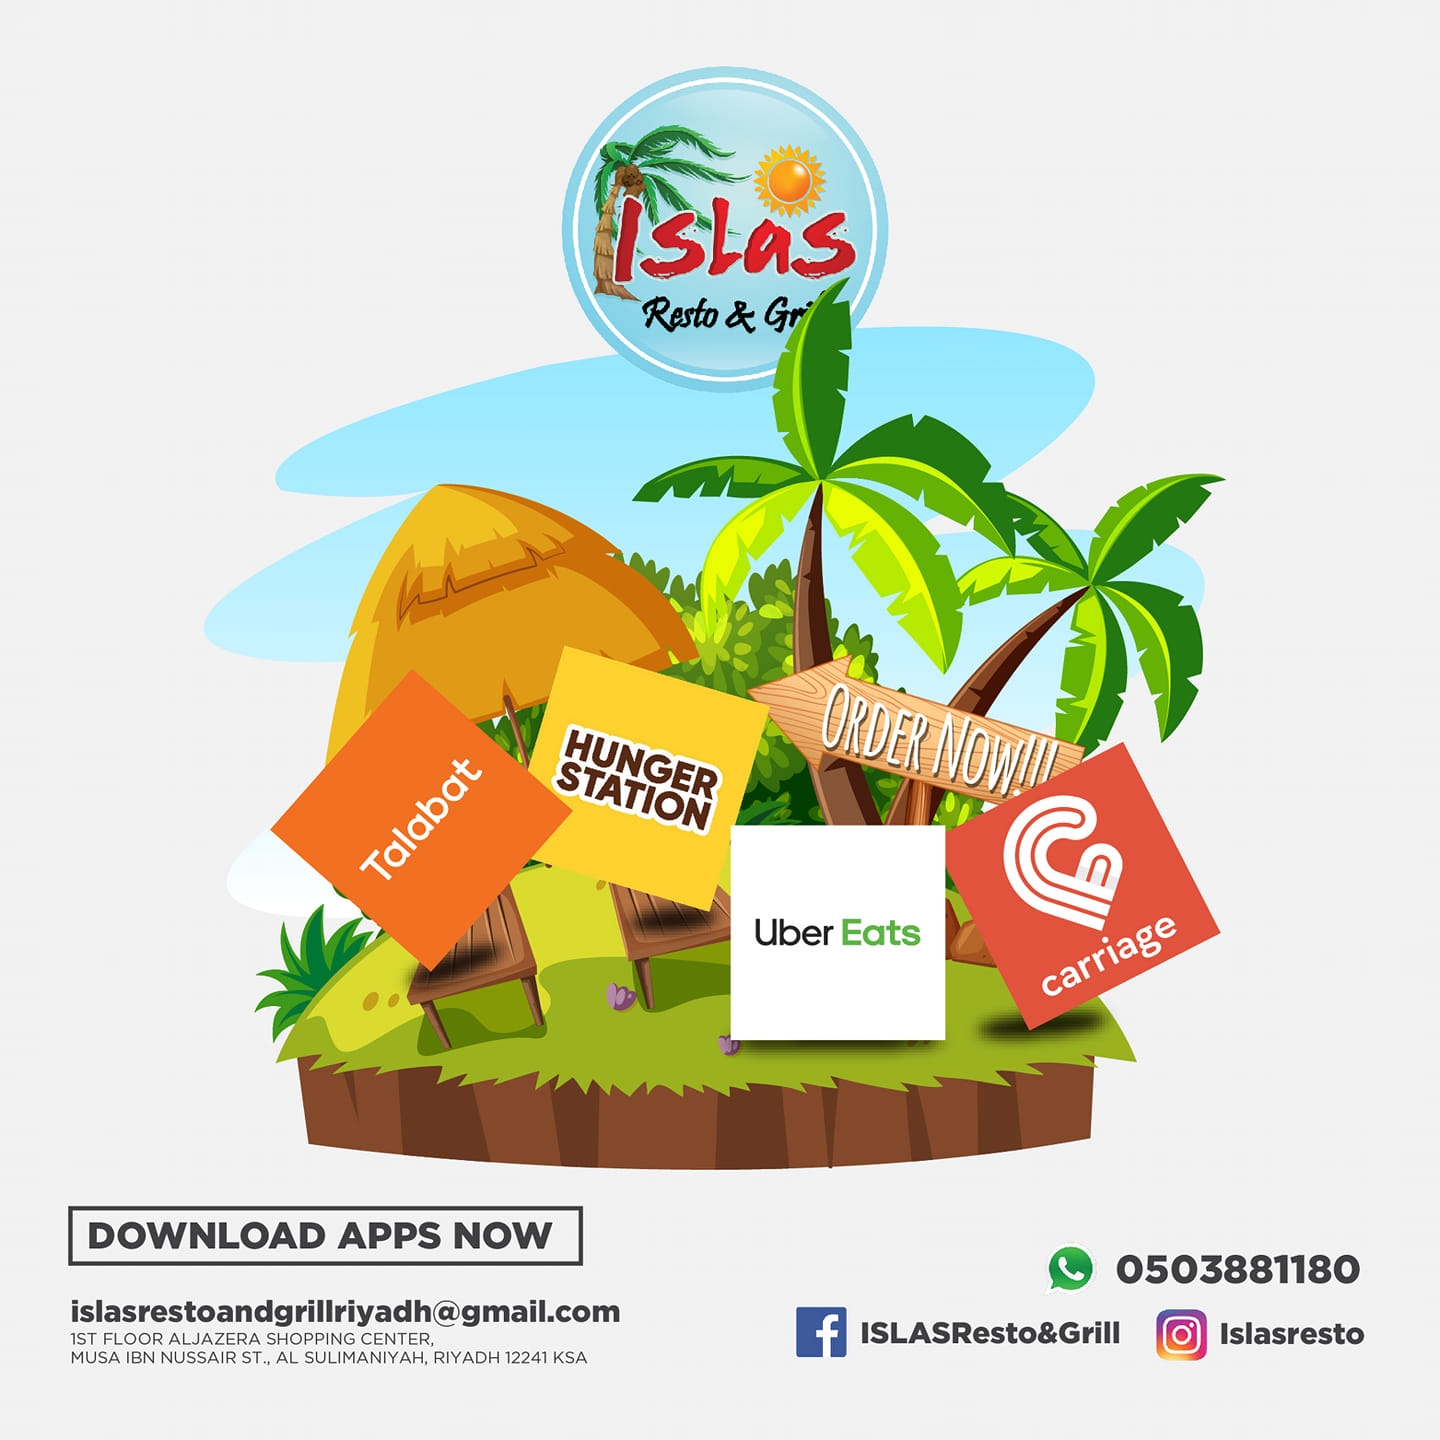 Islas
Resto & Gri
Talabat
HUNGER
STATION
ORDER NOW!!!
Uber Eats
carriage
DOWNLOAD APPS NOW
islasrestoandgrillriyadh@gmail.com
1ST FLOOR ALJAZERA SHOPPING CENTER,
MUSA IBN NUSSAIR ST., AL SULIMANIYAH, RIYADH 12241 KSA
0503881180
ISLASResto&Grill
Islasresto